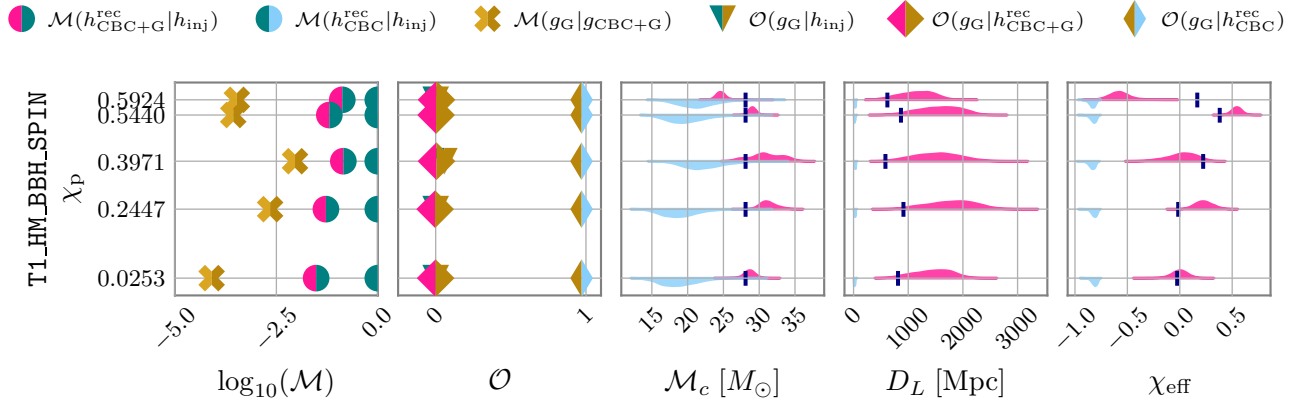 ℳ(h^rec_CBC+G|h_inj) ℳ(h^rec_CBC|h_inj) ℳ(g_G|g_CBC+G) 𝒪(g_G|h_inj) 𝒪(g_G|h^rec_CBC+G) 𝒪(g_G|h^rec_CBC)
T1_HM_BBH_SPIN
χ_p
0.5924
0.5440
0.3971
0.2447
0.0253
−5.0 −2.5 0.0 0 1 15 20 25 30 35 0 1000 2000 3000 −1.0 −0.5 0.0 0.5
log₁₀(ℳ) 𝒪 ℳ_c [M_⊙] D_L [Mpc] χ_eff